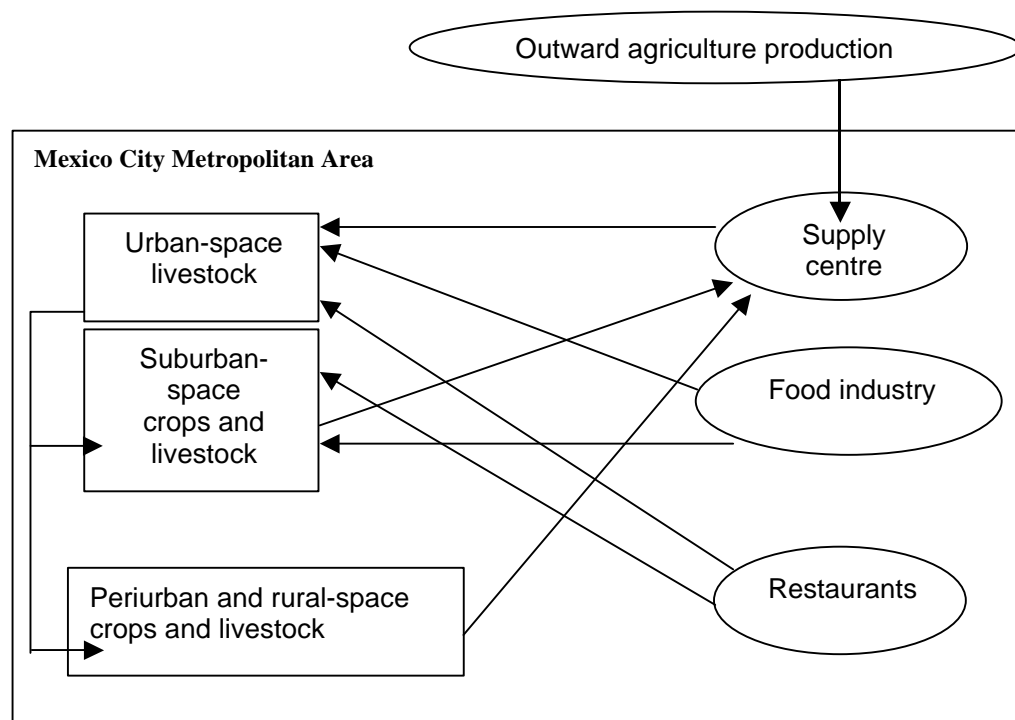 Outward agriculture production
Mexico City Metropolitan Area
Urban-space
livestock
Supply
centre
Suburban-
space
crops and
livestock
Food industry
Periurban and rural-space
crops and livestock
Restaurants